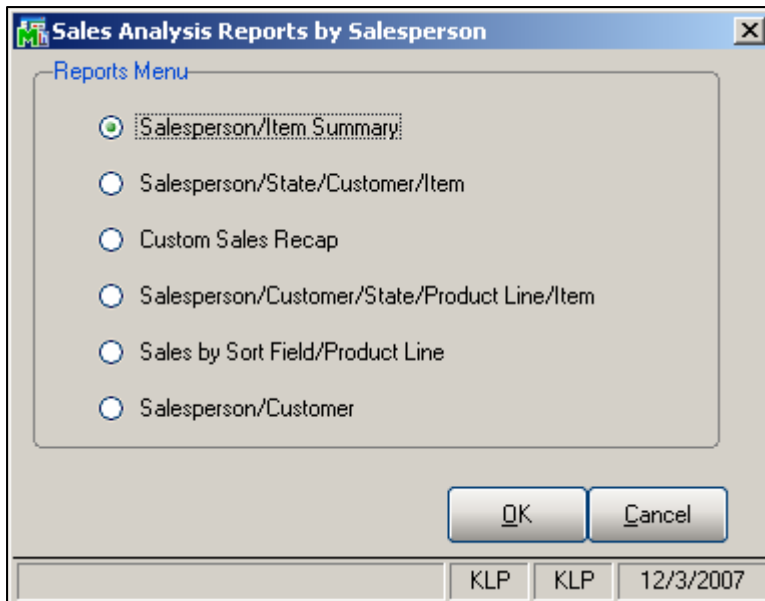 Sales Analysis Reports by Salesperson
Reports Menu
Salesperson/Item Summary
Salesperson/State/Customer/Item
Custom Sales Recap
Salesperson/Customer/State/Product Line/Item
Sales by Sort Field/Product Line
Salesperson/Customer
OK Cancel
KLP KLP 12/3/2007